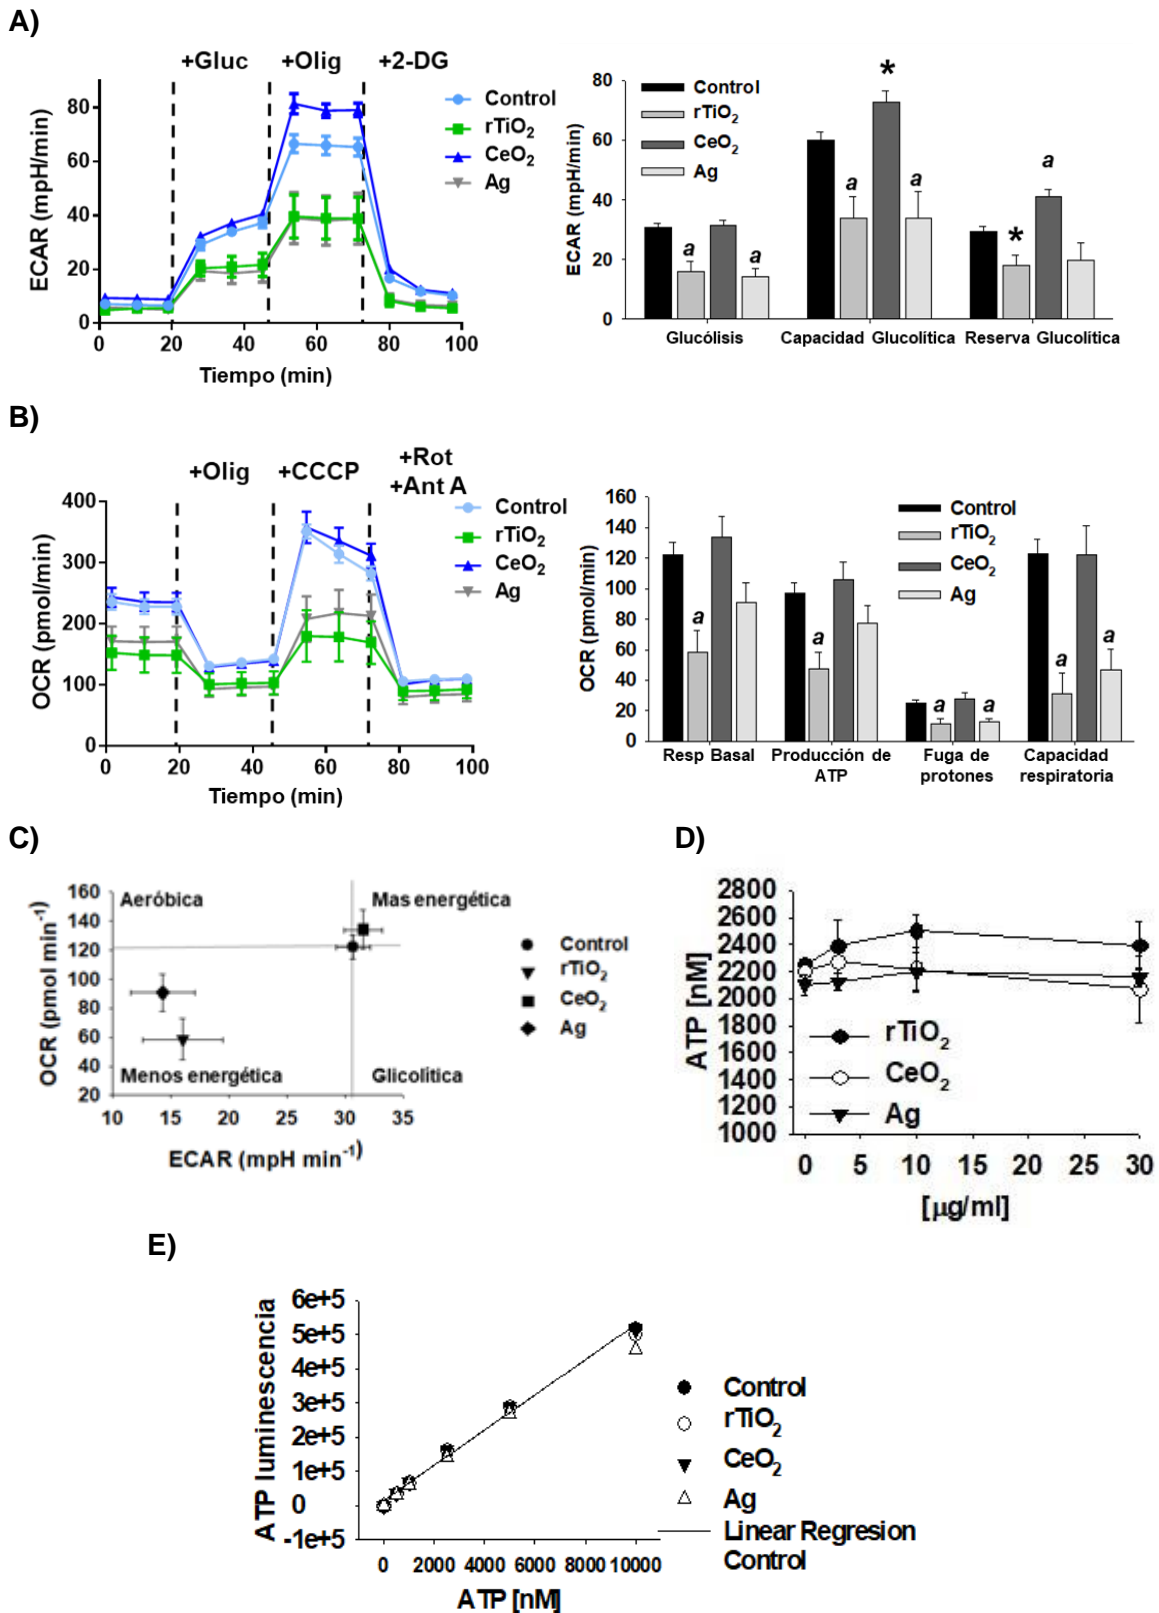 A)
+Gluc +Olig +2-DG
80
60
40
20
0
ECAR (mpH/min)
0 20 40 60 80 100
Tiempo (min)
Control
rTiO2
CeO2
Ag
80
60
40
20
0
ECAR (mpH/min)
Control
rTiO2
CeO2
Ag
a a a * a * a
Glucólisis Capacidad Glucolítica Reserva Glucolítica
B)
+Olig +CCCP +Rot
+Ant A
400
300
200
100
0
OCR (pmol/min)
0 20 40 60 80 100
Tiempo (min)
Control
rTiO2
CeO2
Ag
160
140
120
100
80
60
40
20
0
OCR (pmol/min)
Control
rTiO2
CeO2
Ag
a a a a a a
Resp Basal Producción de Fuga de Capacidad
ATP protones respiratoria
C)
160
140
120
100
80
60
40
20
OCR (pmol min-1)
Aeróbica Mas energética
Menos energética Glicolítica
10 15 20 25 30 35
ECAR (mpH min-1)
Control
rTiO2
CeO2
Ag
D)
2800
2600
2400
2200
2000
1800
1600
1400
1200
1000
ATP [nM]
rTiO2
CeO2
Ag
0 5 10 15 20 25 30
[µg/ml]
E)
6e+5
5e+5
4e+5
3e+5
2e+5
1e+5
0
-1e+5
ATP luminescencia
0 2000 4000 6000 8000 10000
ATP [nM]
Control
rTiO2
CeO2
Ag
Linear Regresion
Control